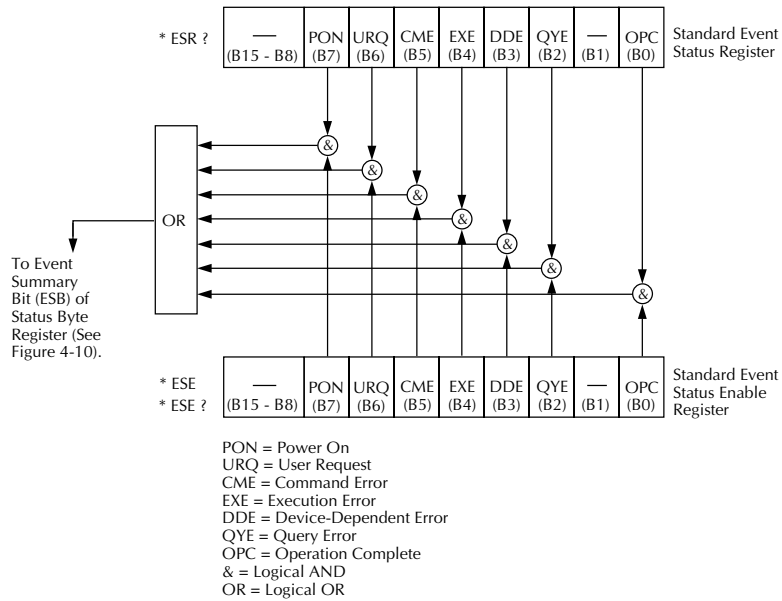 * ESR ?
— PON URQ CME EXE DDE QYE — OPC
(B15 - B8) (B7) (B6) (B5) (B4) (B3) (B2) (B1) (B0)
Standard Event
Status Register
&
&
&
&
&
&
&
OR
To Event
Summary
Bit (ESB) of
Status Byte
Register (See
Figure 4-10).
* ESE
* ESE ?
— PON URQ CME EXE DDE QYE — OPC
(B15 - B8) (B7) (B6) (B5) (B4) (B3) (B2) (B1) (B0)
Standard Event
Status Enable
Register
PON = Power On
URQ = User Request
CME = Command Error
EXE = Execution Error
DDE = Device-Dependent Error
QYE = Query Error
OPC = Operation Complete
& = Logical AND
OR = Logical OR